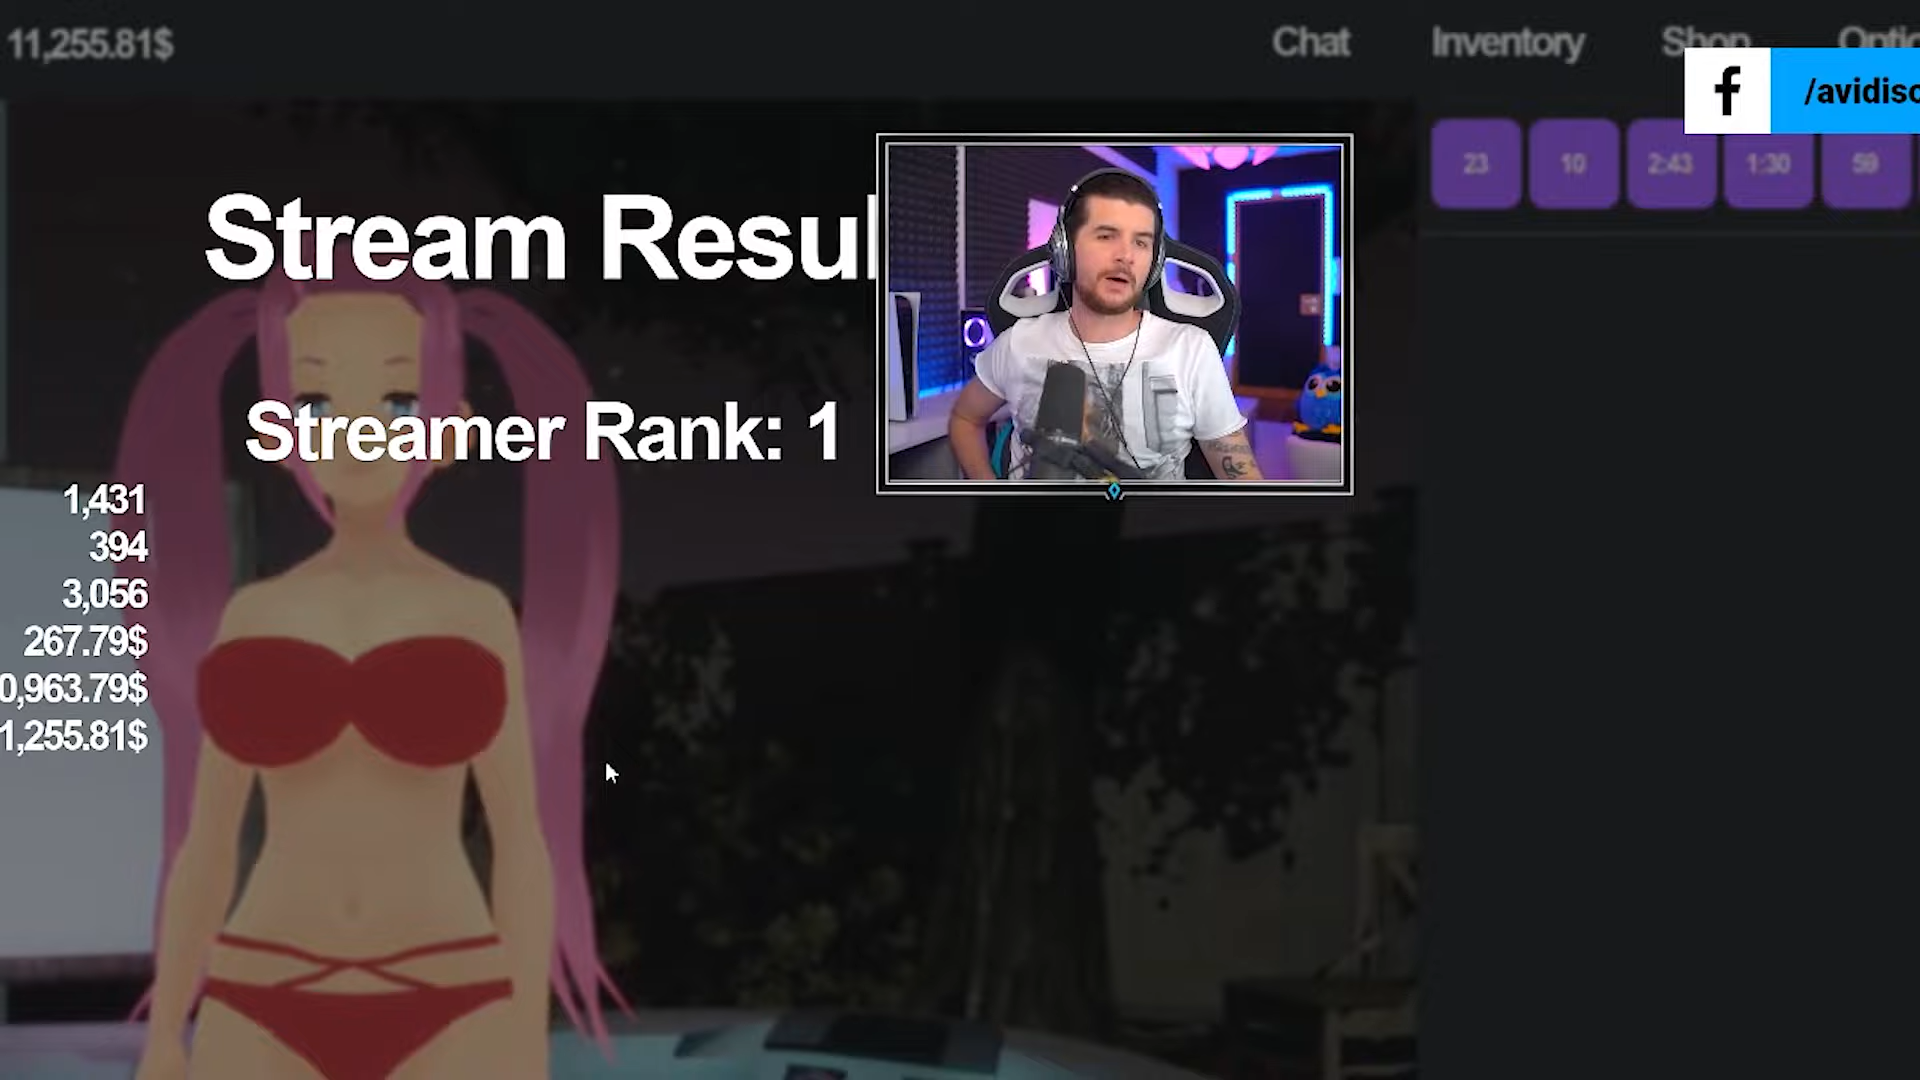 11,255.81$
Chat
Inventory
Shop
/avidis
23
10
2:43
1:30
59
Stream Resul
Streamer Rank: 1
1,431
394
3,056
267.79$
0,963.79$
1,255.81$